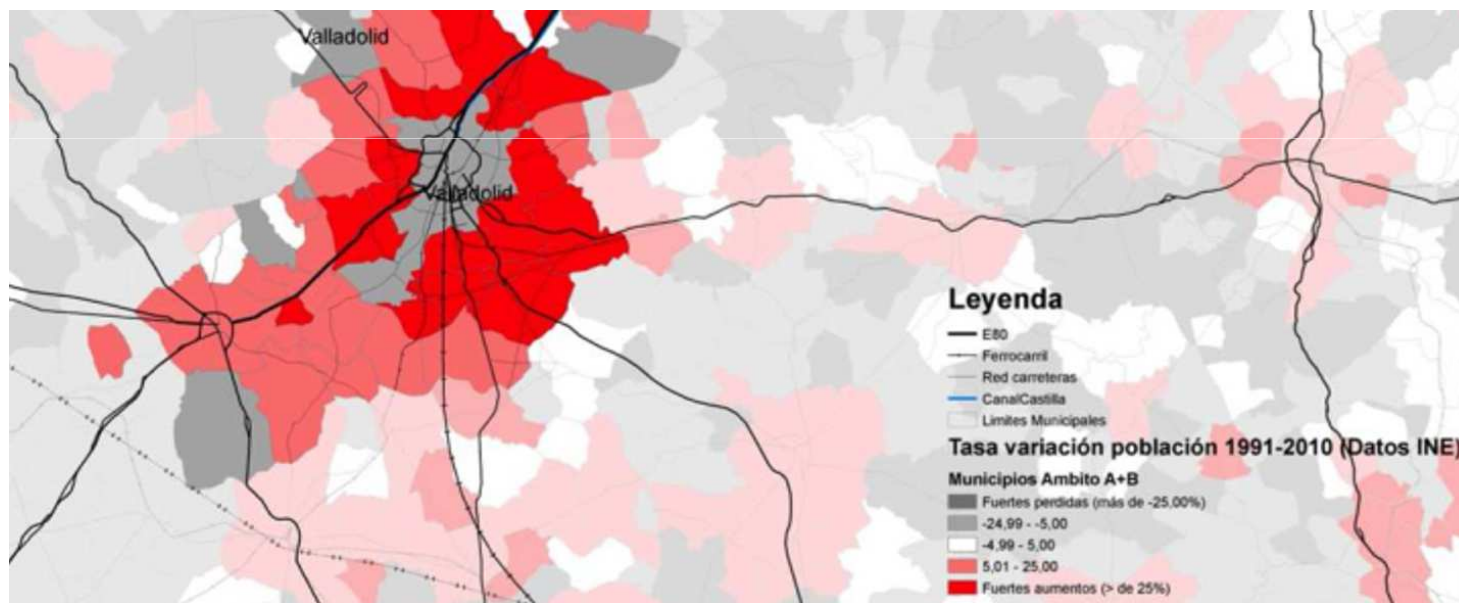 Valladolid
Valladolid
Leyenda
E80
Ferrocarril
Red carreteras
CanalCastilla
Limites Municipales
Tasa variación población 1991-2010 (Datos INE)
Municipios Ambito A+B
Fuertes perdidas (más de -25,00%)
-24,99 - -5,00
-4,99 - 5,00
5,01 - 25,00
Fuertes aumentos (> de 25%)